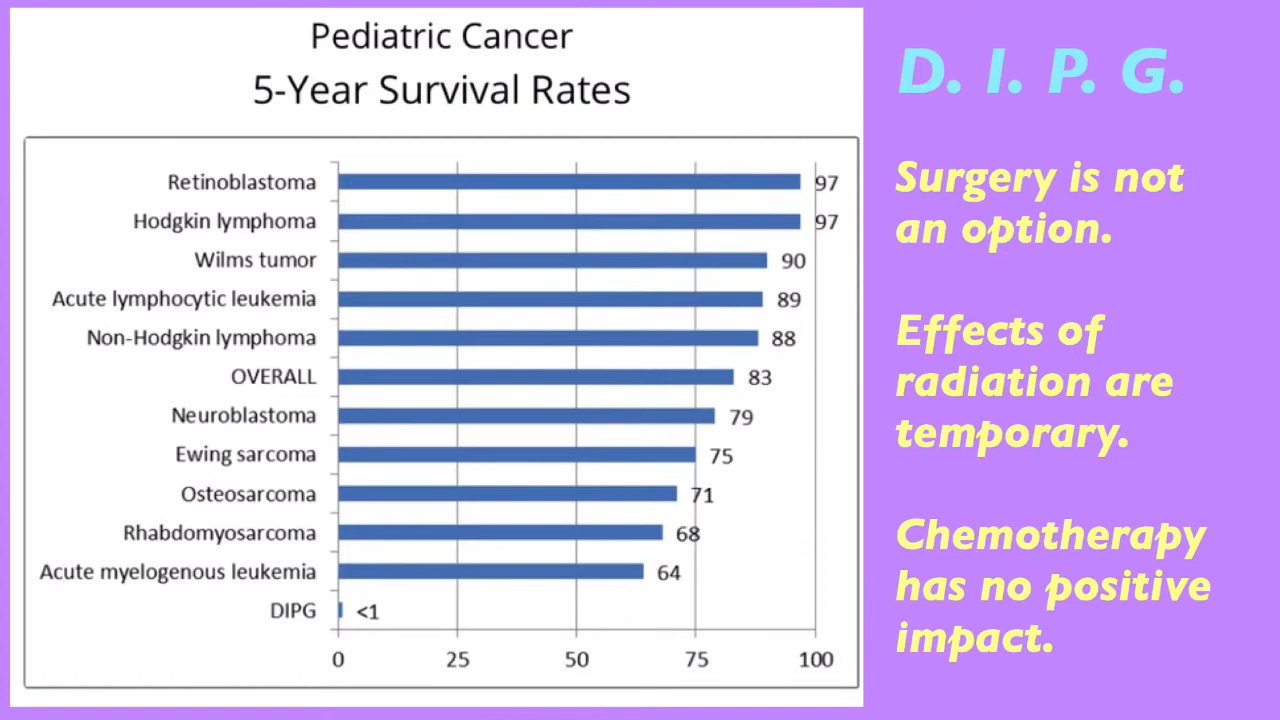 Pediatric Cancer
5-Year Survival Rates
Retinoblastoma 97
Hodgkin lymphoma 97
Wilms tumor 90
Acute lymphocytic leukemia 89
Non-Hodgkin lymphoma 88
OVERALL 83
Neuroblastoma 79
Ewing sarcoma 75
Osteosarcoma 71
Rhabdomyosarcoma 68
Acute myelogenous leukemia 64
DIPG <1
0 25 50 75 100
D. I. P. G.
Surgery is not
an option.
Effects of
radiation are
temporary.
Chemotherapy
has no positive
impact.